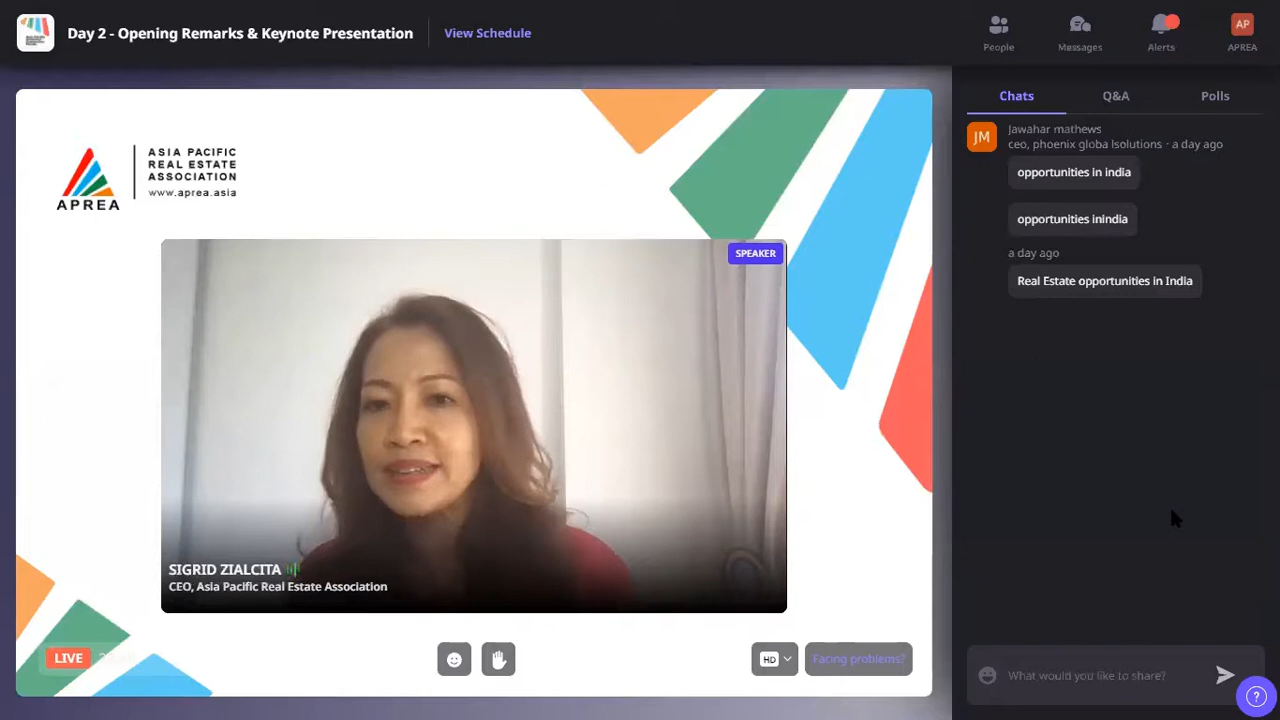 Day 2 - Opening Remarks & Keynote Presentation
View Schedule
People
Messages
Alerts
AP
APREA
ASIA PACIFIC
REAL ESTATE
ASSOCIATION
www.aprea.asia
APREA
SPEAKER
SIGRID ZIALCITA
CEO, Asia Pacific Real Estate Association
LIVE
HD
Facing problems?
Chats
Q&A
Polls
JM
Jawahar mathews
ceo, phoenix globa lsolutions · a day ago
opportunities in india
opportunities inindia
a day ago
Real Estate opportunities in India
What would you like to share?
?